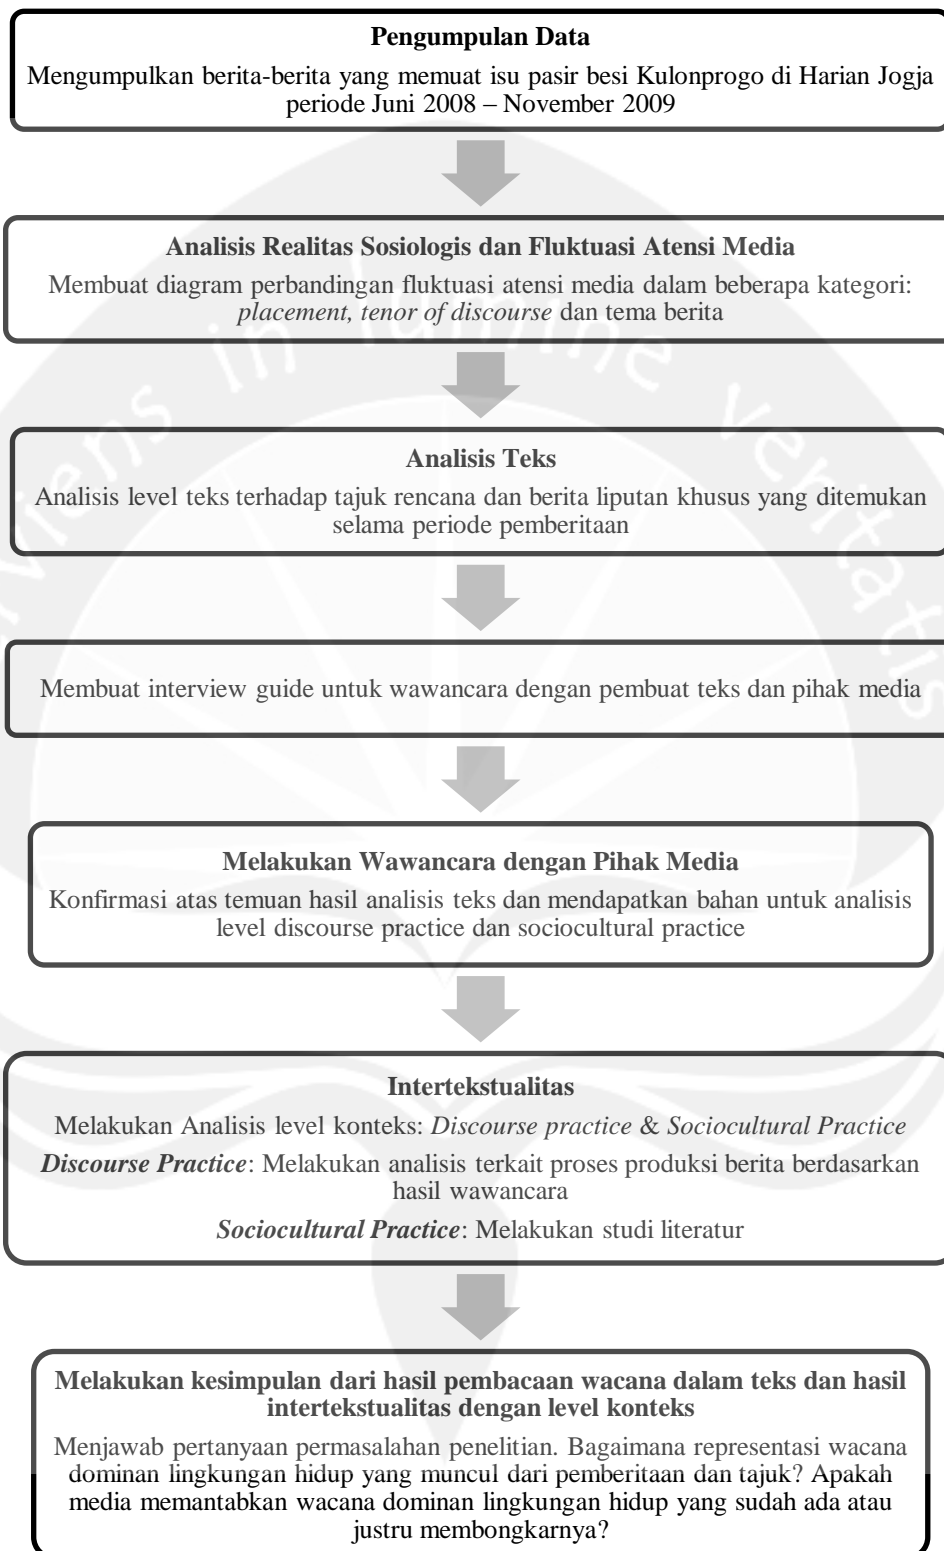 Pengumpulan Data
Mengumpulkan berita-berita yang memuat isu pasir besi Kulonprogo di Harian Jogja
periode Juni 2008 – November 2009
Analisis Realitas Sosiologis dan Fluktuasi Atensi Media
Membuat diagram perbandingan fluktuasi atensi media dalam beberapa kategori:
placement, tenor of discourse dan tema berita
Analisis Teks
Analisis level teks terhadap tajuk rencana dan berita liputan khusus yang ditemukan
selama periode pemberitaan
Membuat interview guide untuk wawancara dengan pembuat teks dan pihak media
Melakukan Wawancara dengan Pihak Media
Konfirmasi atas temuan hasil analisis teks dan mendapatkan bahan untuk analisis
level discourse practice dan sociocultural practice
Intertekstualitas
Melakukan Analisis level konteks: Discourse practice & Sociocultural Practice
Discourse Practice: Melakukan analisis terkait proses produksi berita berdasarkan
hasil wawancara
Sociocultural Practice: Melakukan studi literatur
Melakukan kesimpulan dari hasil pembacaan wacana dalam teks dan hasil
intertekstualitas dengan level konteks
Menjawab pertanyaan permasalahan penelitian. Bagaimana representasi wacana
dominan lingkungan hidup yang muncul dari pemberitaan dan tajuk? Apakah
media memantabkan wacana dominan lingkungan hidup yang sudah ada atau
justru membongkarnya?
in lumine veritatis